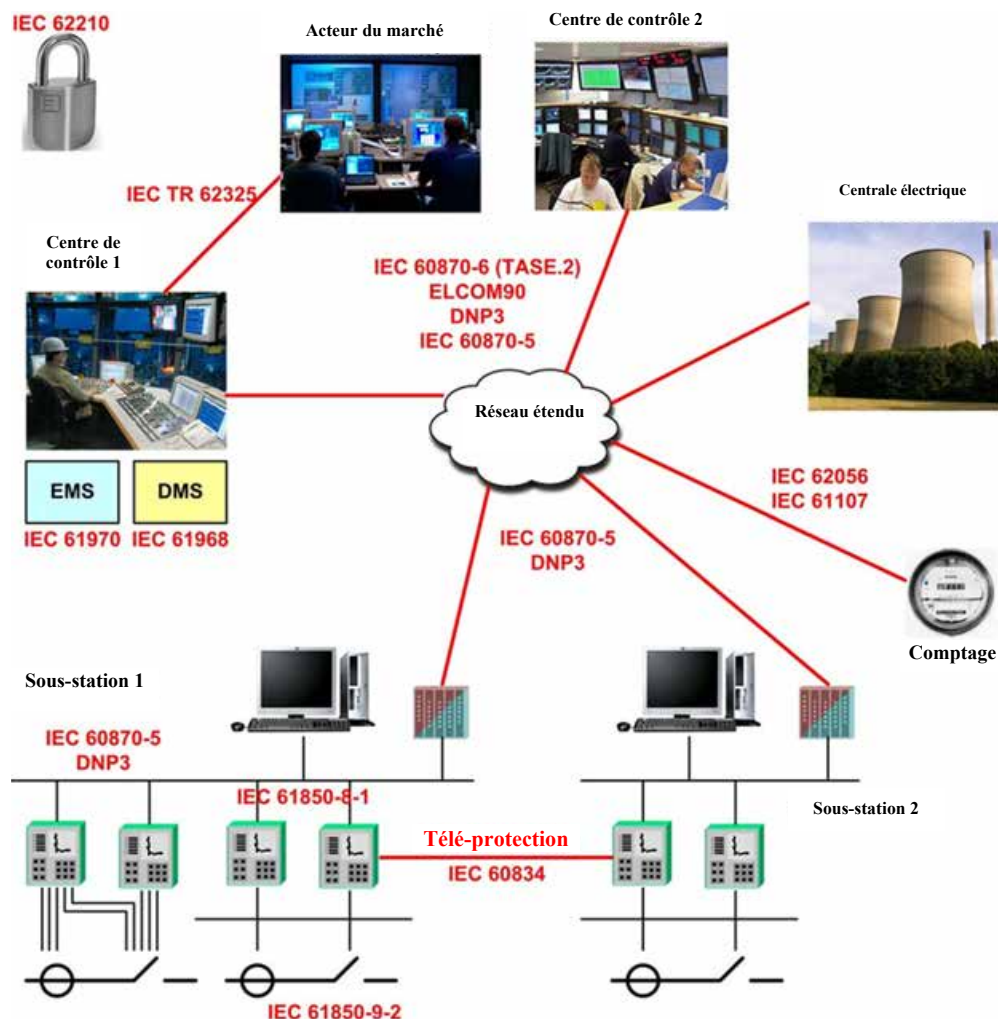 IEC 62210
Acteur du marché
Centre de contrôle 2
IEC TR 62325
Centrale électrique
Centre de
contrôle 1
IEC 60870-6 (TASE.2)
ELCOM90
DNP3
IEC 60870-5
Réseau étendu
EMS
DMS
IEC 61970
IEC 61968
IEC 62056
IEC 61107
IEC 60870-5
DNP3
Comptage
Sous-station 1
IEC 60870-5
DNP3
IEC 61850-8-1
Sous-station 2
Télé-protection
IEC 60834
IEC 61850-9-2